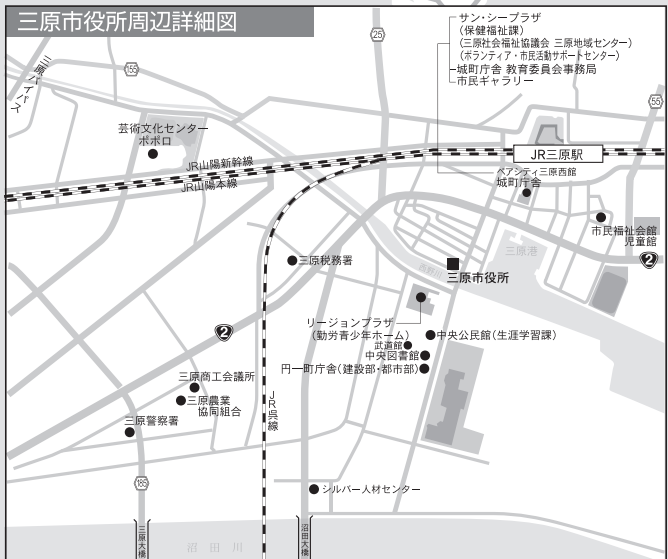 三原市役所周辺詳細図
サン・シープラザ
(保健福祉課)
(三原社会福祉協議会 三原地域センター)
(ボランティア・市民活動サポートセンター)
城町庁舎 教育委員会事務局
市民ギャラリー
25
155
55
三原バイパス
芸術文化センター
ポポロ
JR山陽新幹線
JR山陽本線
JR三原駅
ペアシティ三原西館
城町庁舎
市民福祉会館
児童館
三原港
2
西野川
三原税務署
三原市役所
リージョンプラザ
(勤労青少年ホーム)
中央公民館(生涯学習課)
武道館
中央図書館
円一町庁舎(建設部・都市部)
2
三原商工会議所
三原農業
協同組合
三原警察署
JR呉線
185
シルバー人材センター
三原大橋
沼田川
沼田大橋